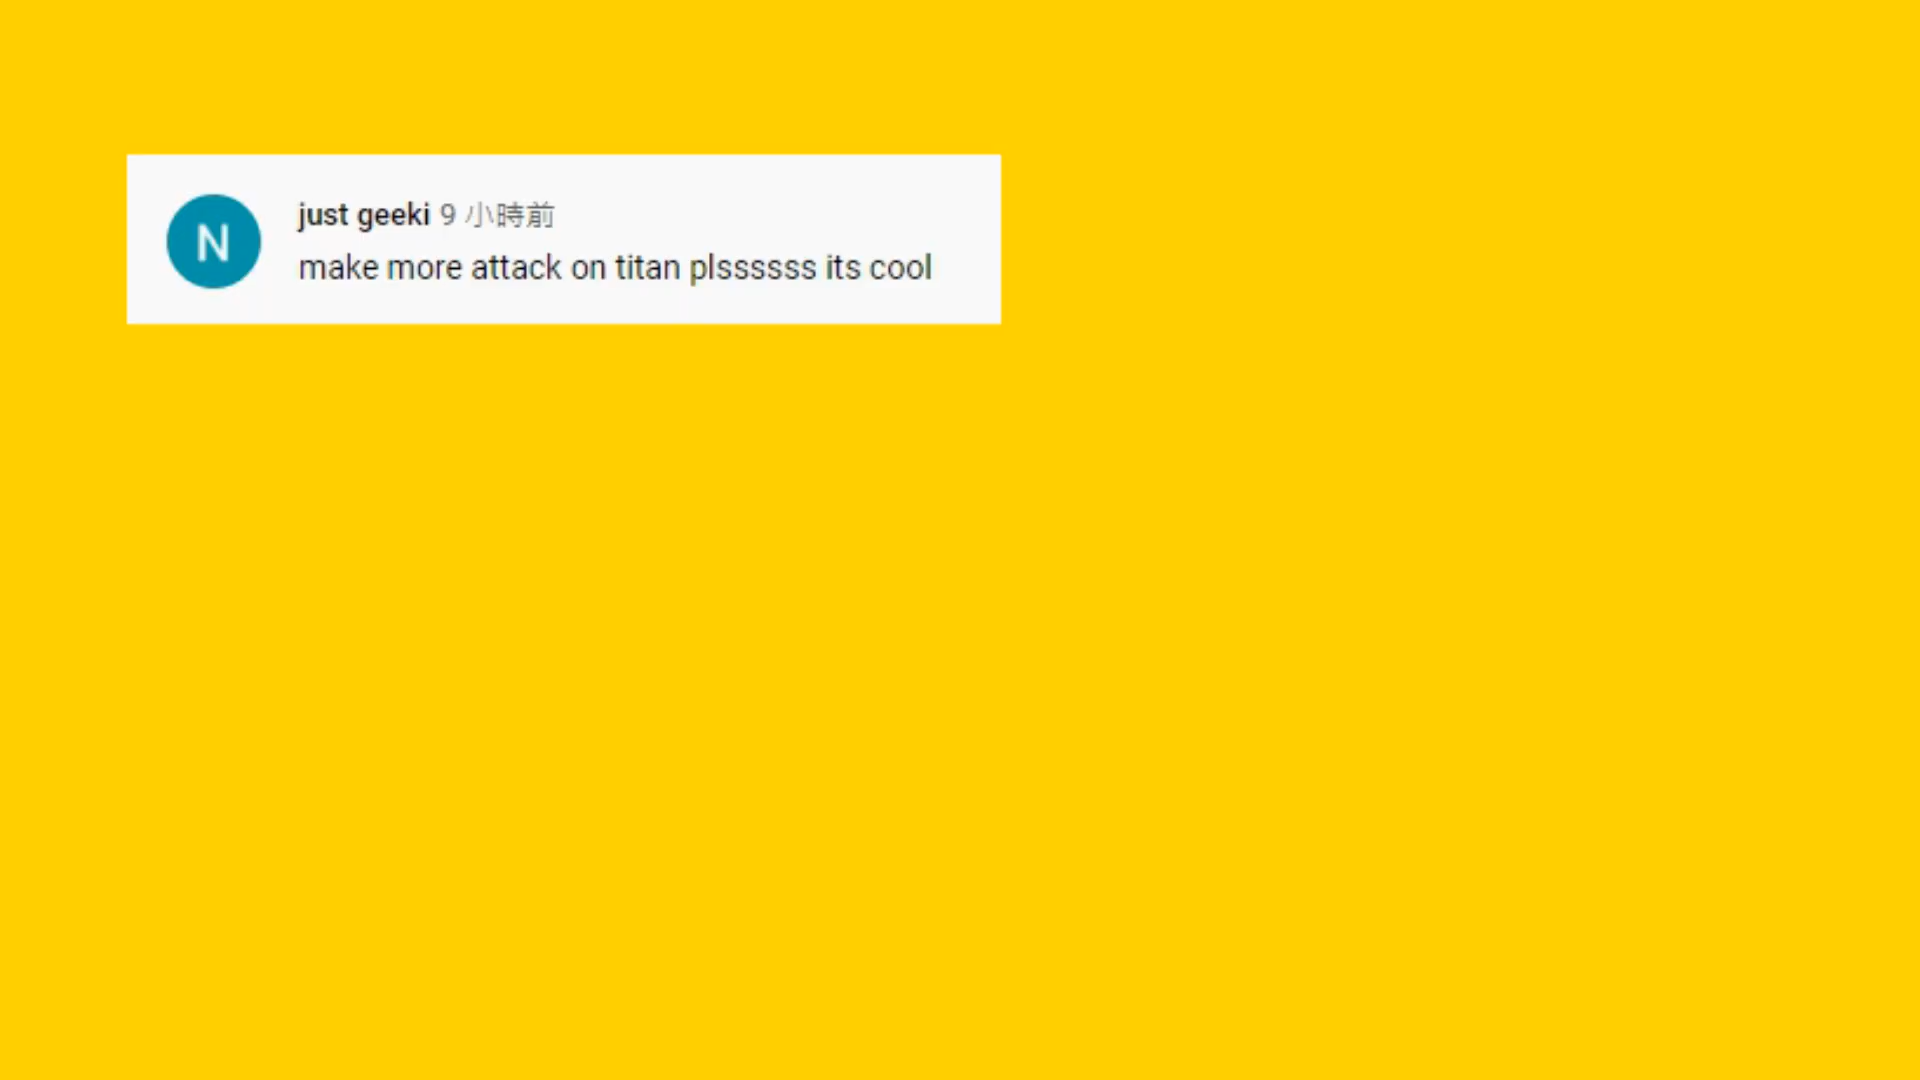 N
just geeki 9 小時前
make more attack on titan plssssss its cool